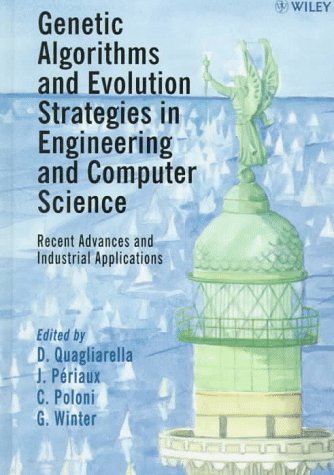 WILEY
Genetic
Algorithms
and Evolution
Strategies in
Engineering
and Computer
Science
Recent Advances and
Industrial Applications
Edited by
D. Quagliarella
J. Périaux
C. Poloni
G. Winter